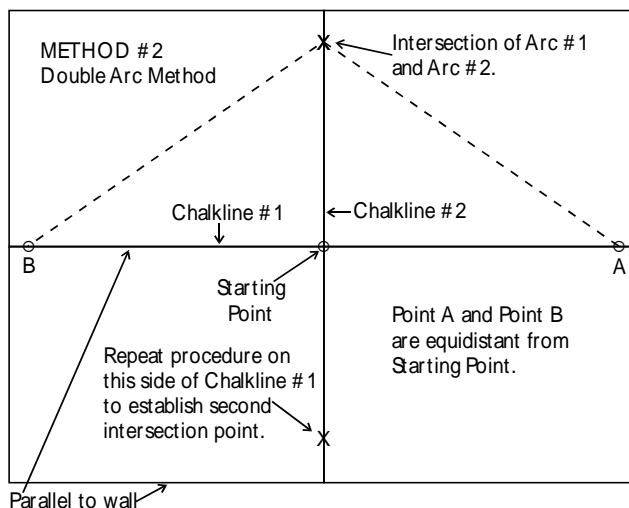 METHOD #2
Double Arc Method
X
Intersection of Arc #1
and Arc #2.
Chalkline #1
Chalkline #2
B
A
Starting
Point
Point A and Point B
are equidistant from
Starting Point.
Repeat procedure on
this side of Chalkline #1
to establish second
intersection point.
X
Parallel to wall